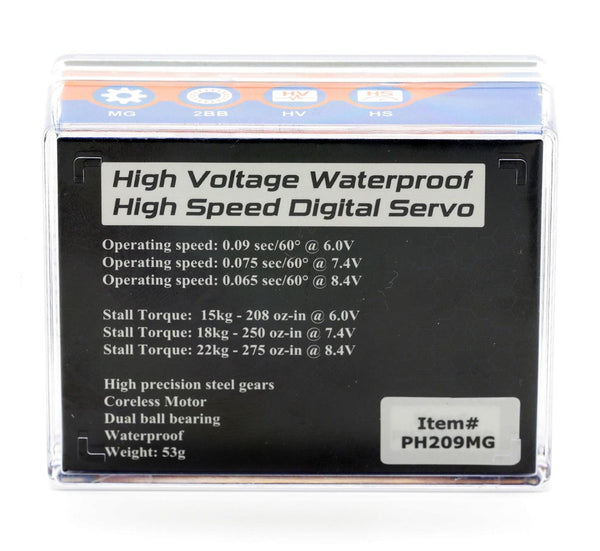 MG 2BB HV HS
High Voltage Waterproof
High Speed Digital Servo
Operating speed: 0.09 sec/60° @ 6.0V
Operating speed: 0.075 sec/60° @ 7.4V
Operating speed: 0.065 sec/60° @ 8.4V
Stall Torque: 15kg - 208 oz-in @ 6.0V
Stall Torque: 18kg - 250 oz-in @ 7.4V
Stall Torque: 22kg - 275 oz-in @ 8.4V
High precision steel gears
Coreless Motor
Dual ball bearing
Waterproof
Weight: 53g
Item#
PH209MG